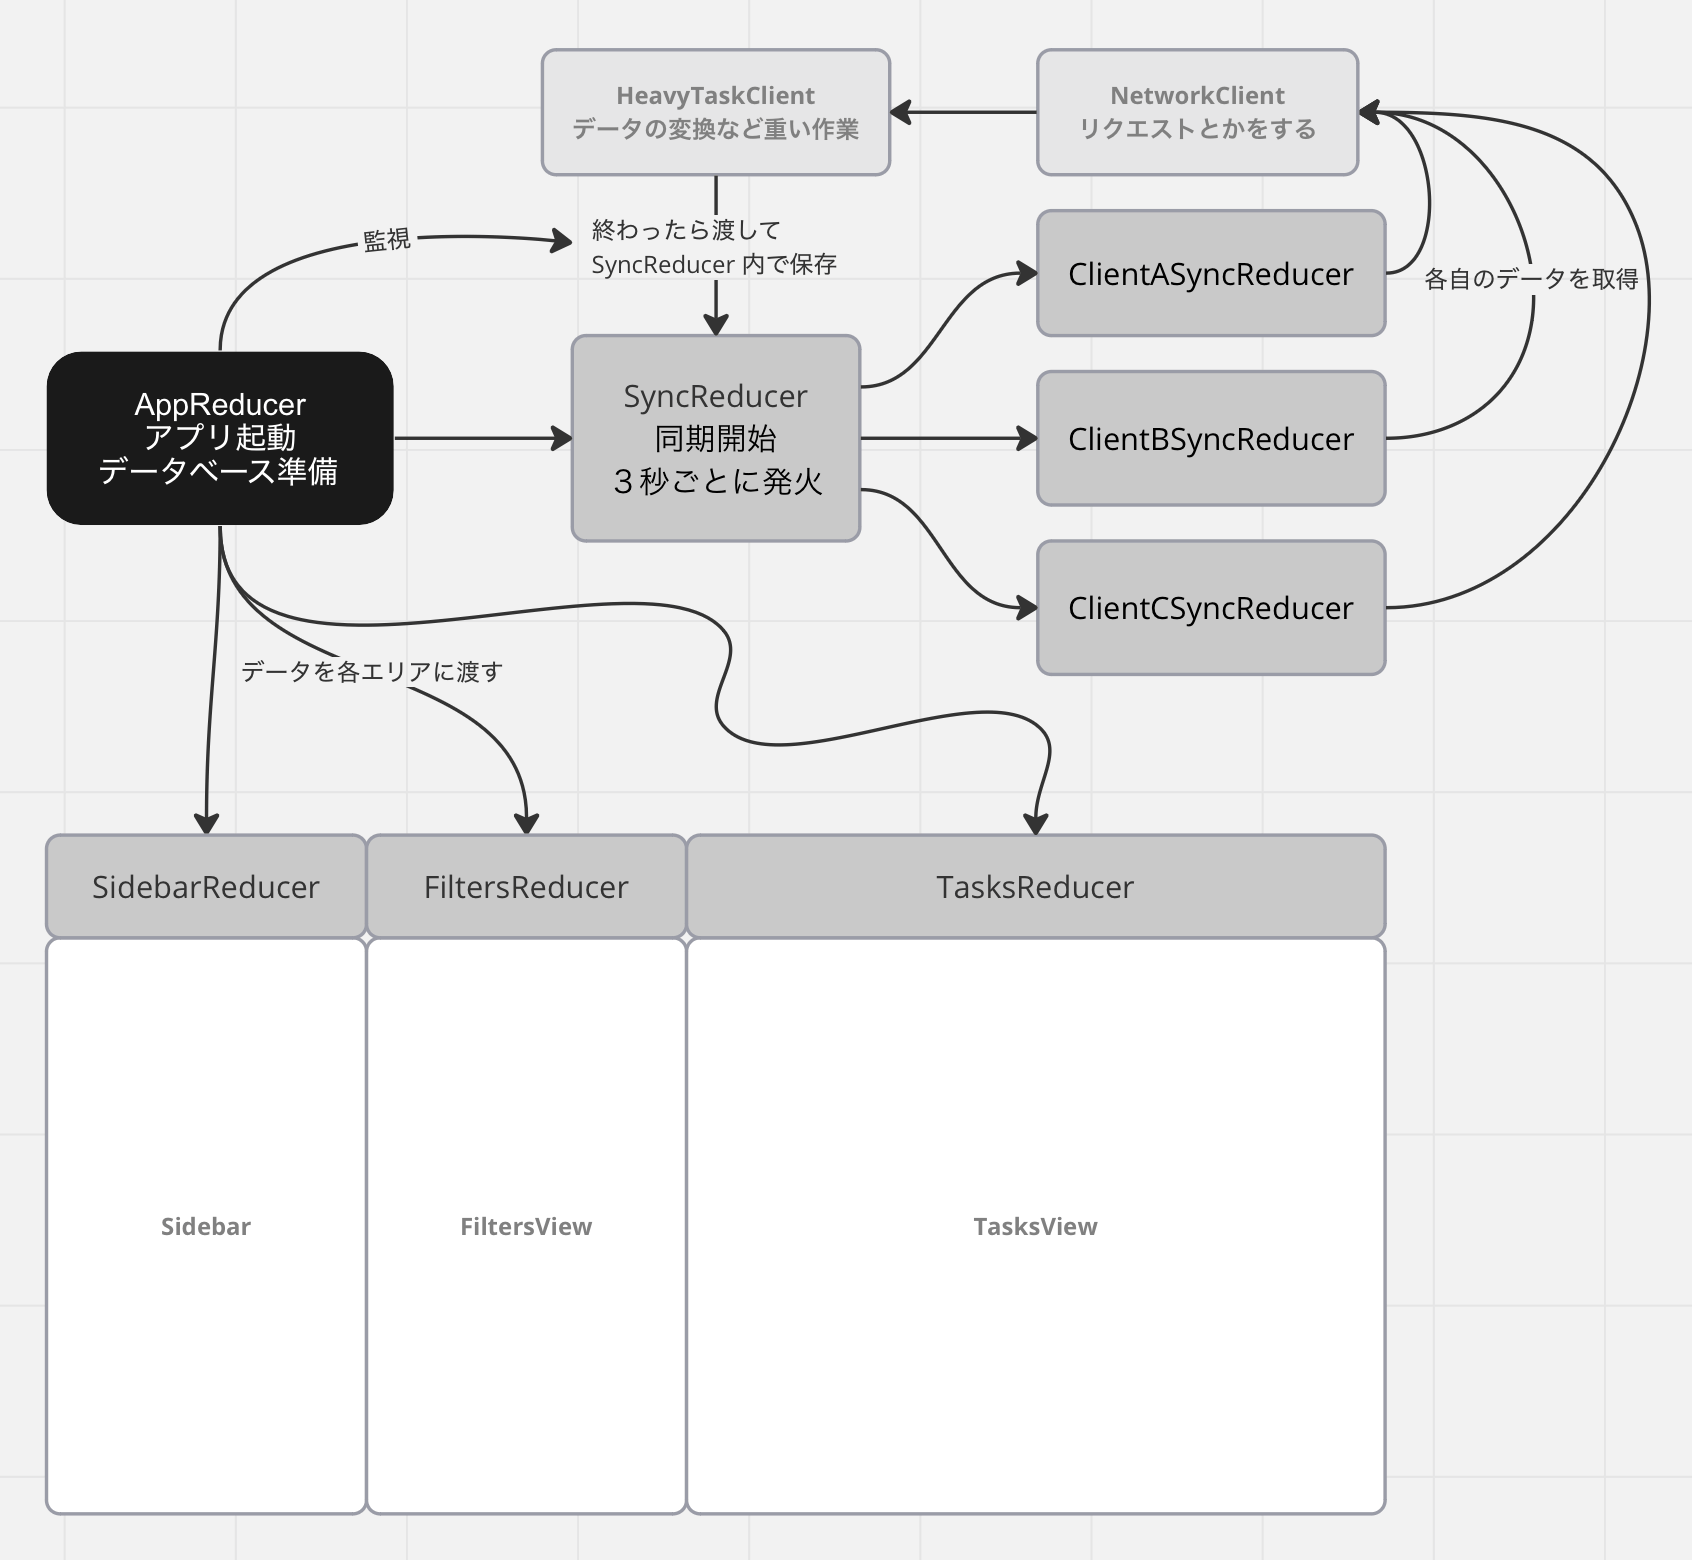 HeavyTaskClient
データの変換など重い作業
NetworkClient
リクエストとかをする
監視
終わったら渡して
SyncReducer 内で保存
ClientASyncReducer
各自のデータを取得
AppReducer
アプリ起動
データベース準備
SyncReducer
同期開始
３秒ごとに発火
ClientBSyncReducer
ClientCSyncReducer
データを各エリアに渡す
SidebarReducer
FiltersReducer
TasksReducer
Sidebar
FiltersView
TasksView